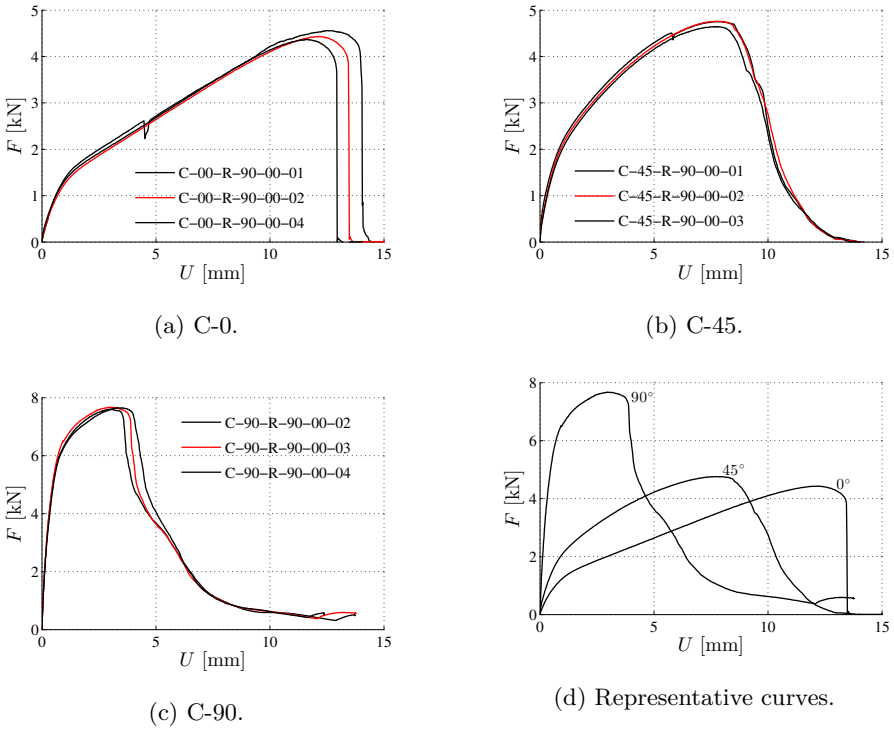 5
4
3
2
1
0
F [kN]
C-00-R-90-00-01
C-00-R-90-00-02
C-00-R-90-00-04
0 5 10 15
U [mm]
(a) C-0.
5
4
3
2
1
0
F [kN]
C-45-R-90-00-01
C-45-R-90-00-02
C-45-R-90-00-03
0 5 10 15
U [mm]
(b) C-45.
8
6
4
2
0
F [kN]
C-90-R-90-00-02
C-90-R-90-00-03
C-90-R-90-00-04
0 5 10 15
U [mm]
(c) C-90.
8
6
4
2
0
F [kN]
90°
45°
0°
0 5 10 15
U [mm]
(d) Representative curves.